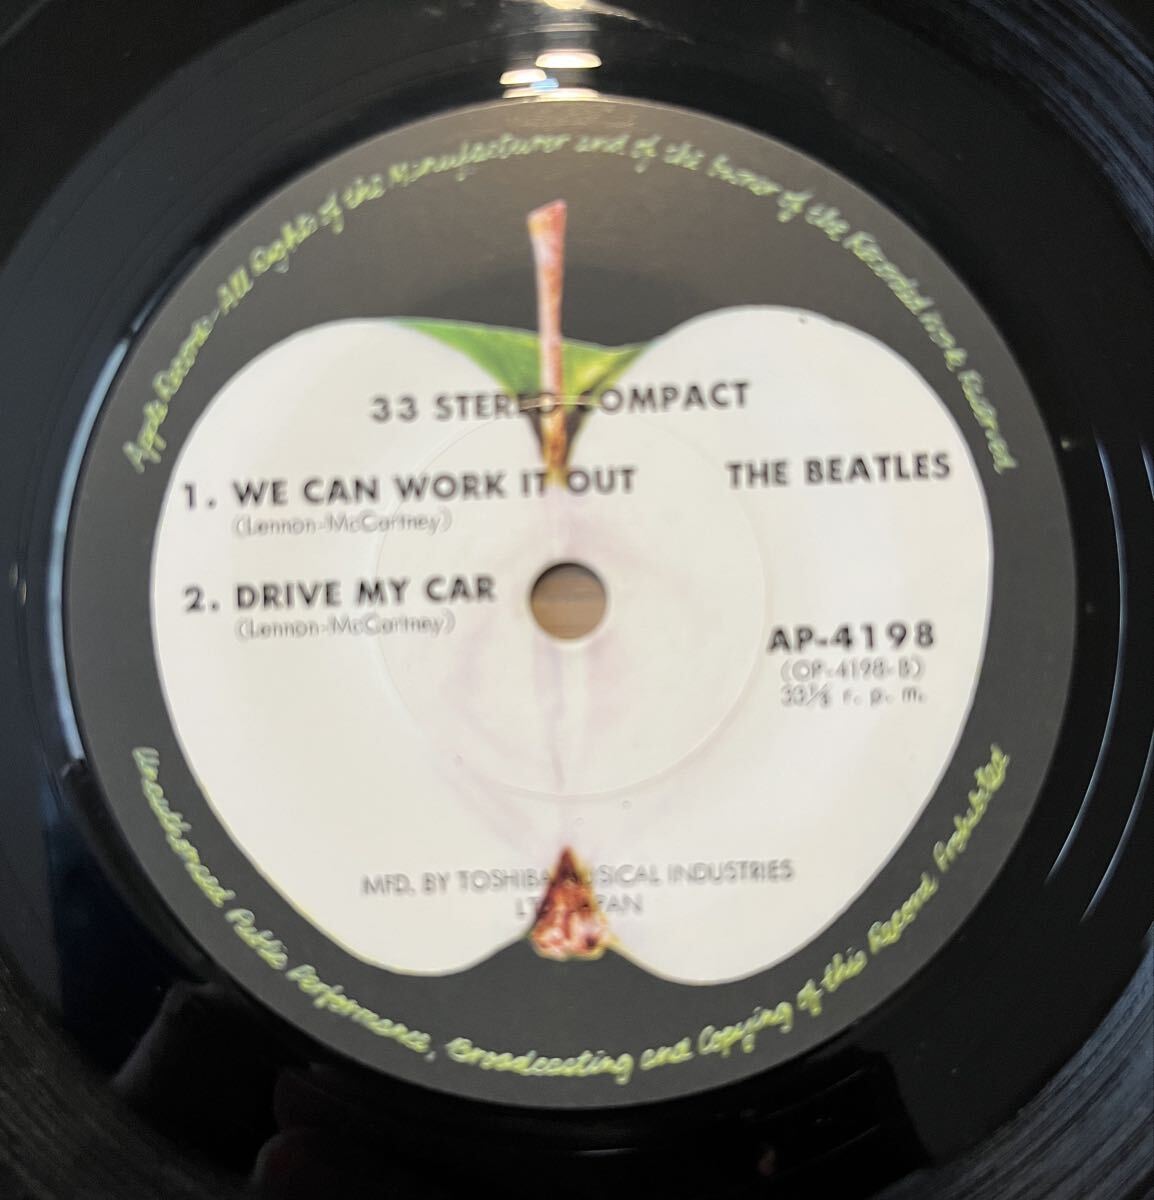 Apple Records · All Rights of the Manufacturer and of the Owner of the Recorded Work Reserved
33 STEREO COMPACT
1. WE CAN WORK IT OUT THE BEATLES
(Lennon-McCartney)
2. DRIVE MY CAR
(Lennon-McCartney)
AP-4198
(OP-4198-B)
33⅓ r. p. m.
MFD. BY TOSHIBA MUSICAL INDUSTRIES
LTD. JAPAN
Unauthorised Public Performance, Broadcasting and Copying of this Record Prohibited